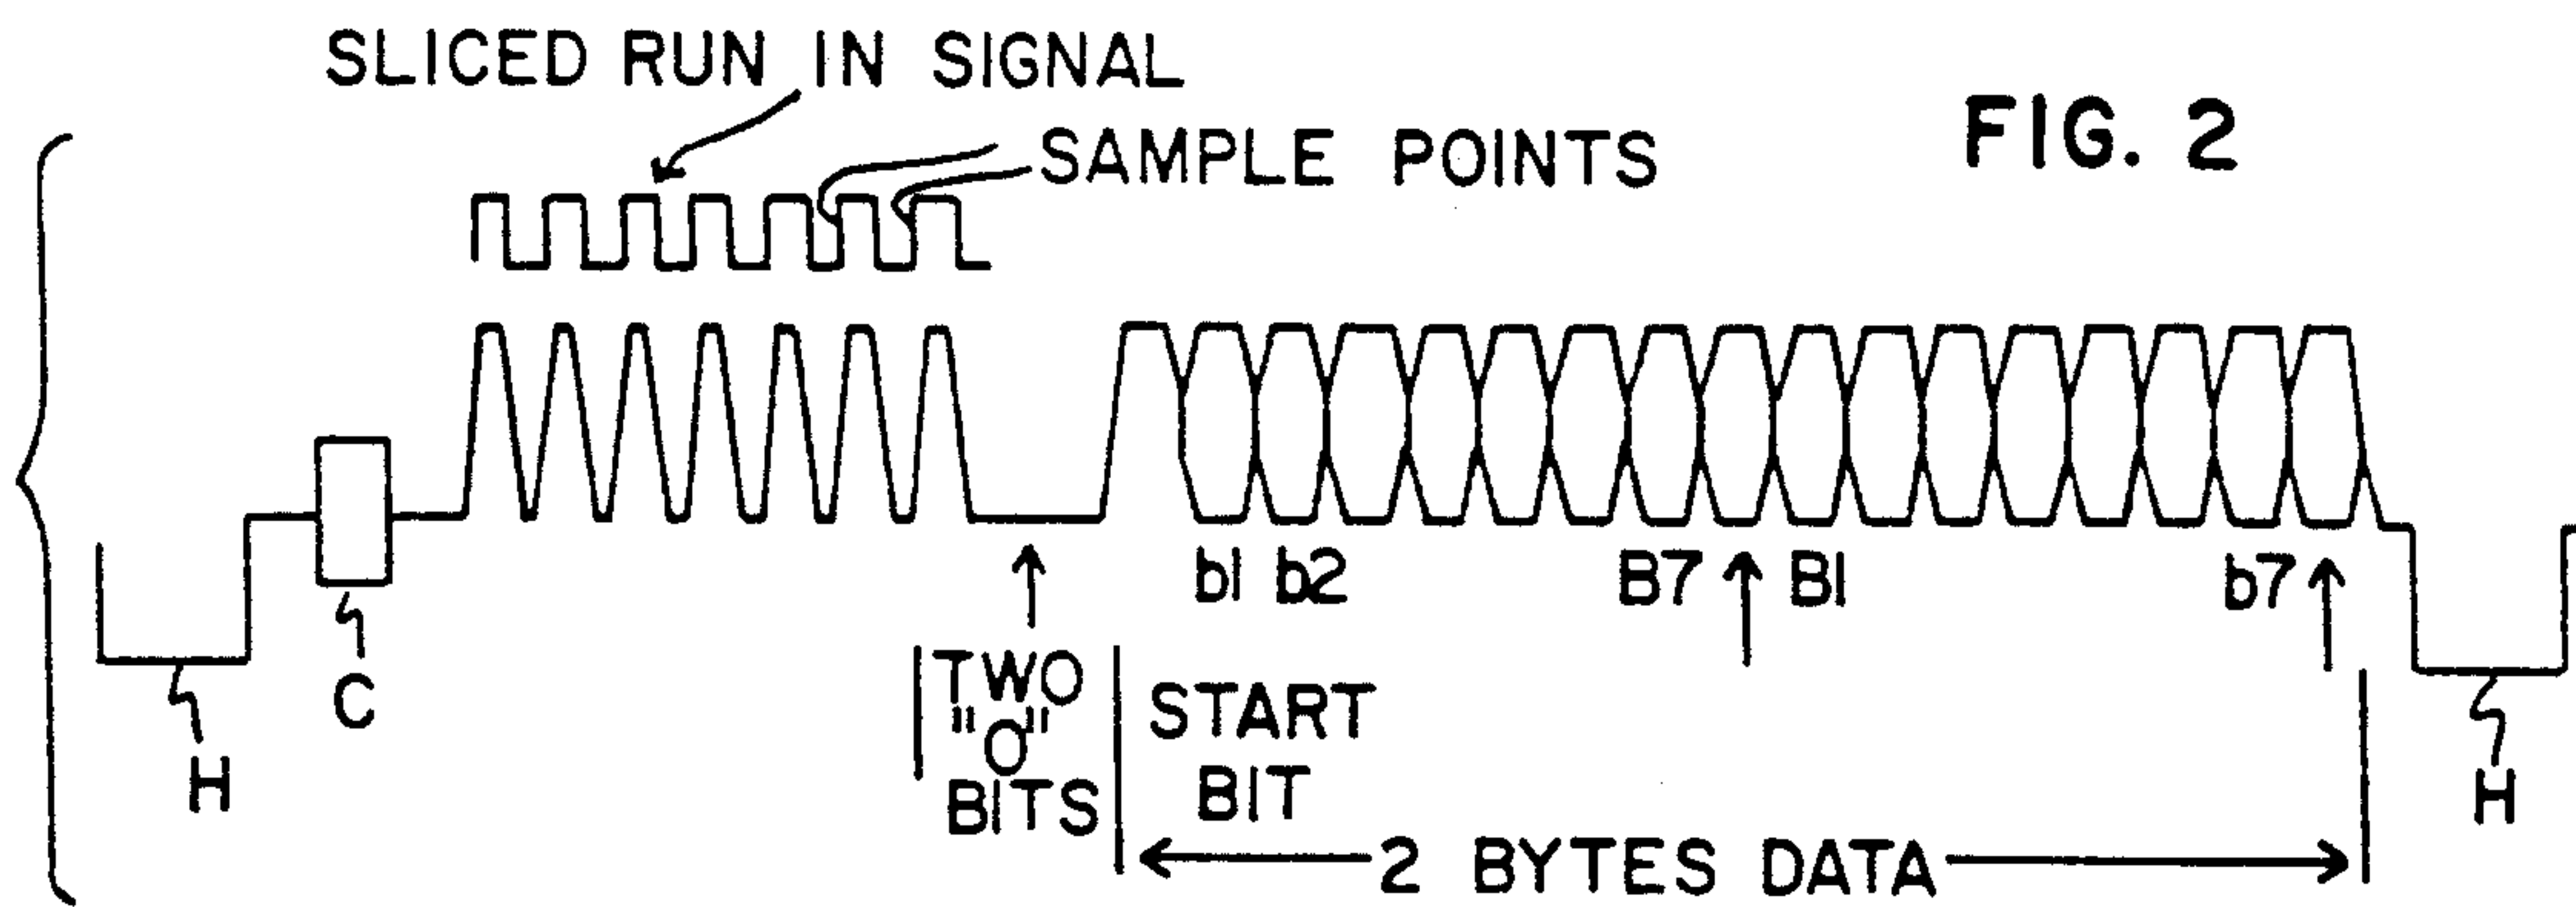 SLICED RUN IN SIGNAL
SAMPLE POINTS
FIG. 2
b1 b2
B7
B1
b7
C
H
TWO
"0"
BITS
START
BIT
H
2 BYTES DATA